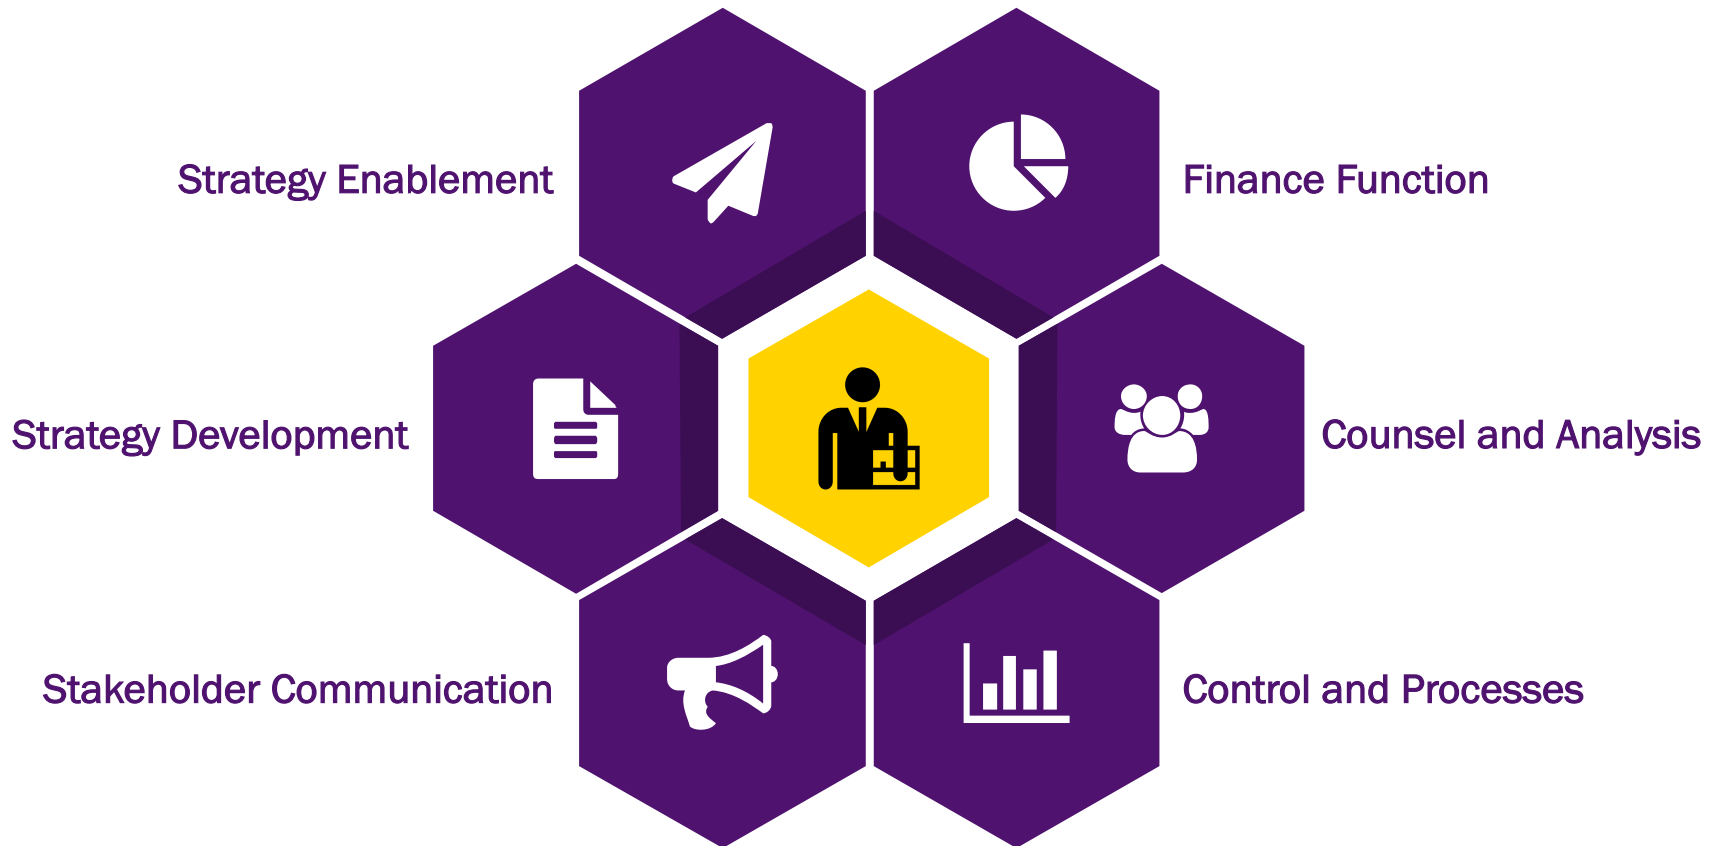 Strategy Enablement
Finance Function
Strategy Development
Counsel and Analysis
Stakeholder Communication
Control and Processes